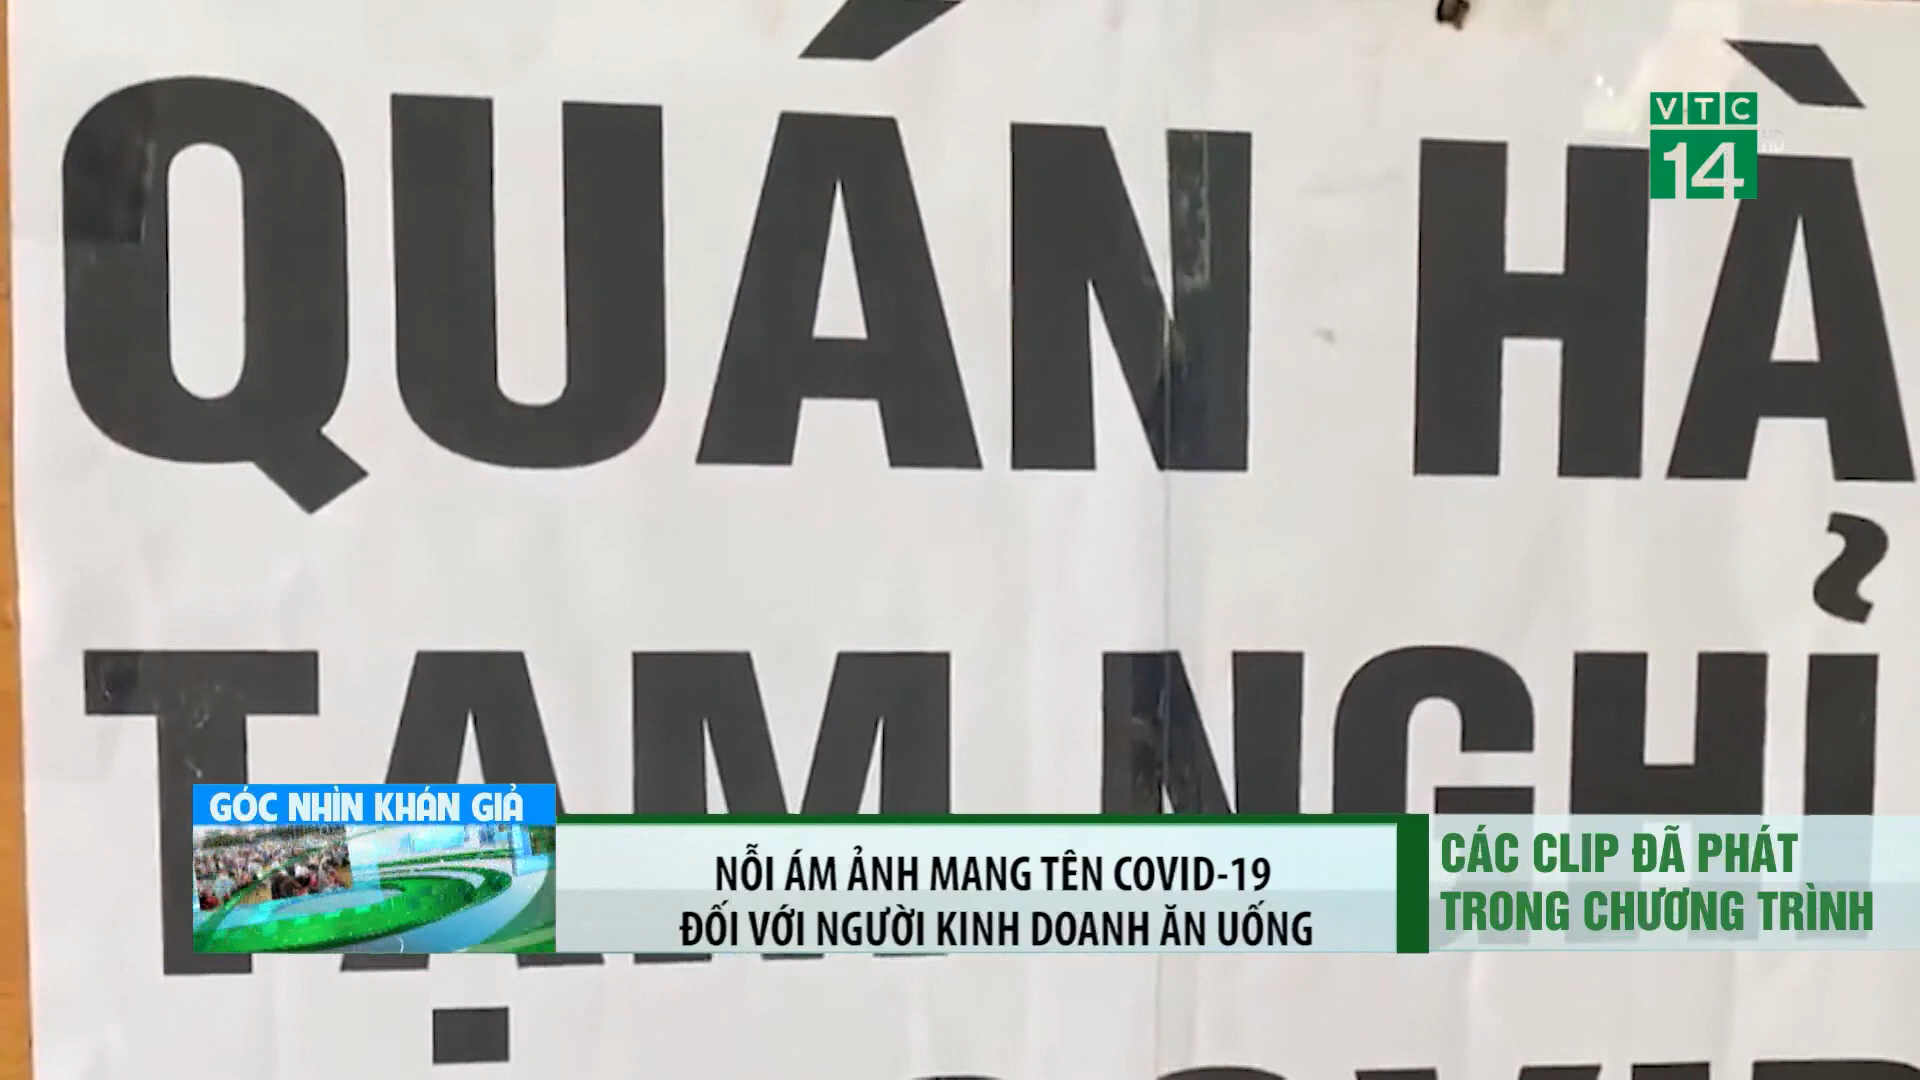 QUÁN HÀ
VTC
14
HD
TẠM NGHỈ
GÓC NHÌN KHÁN GIẢ
NỖI ÁM ẢNH MANG TÊN COVID-19
ĐỐI VỚI NGƯỜI KINH DOANH ĂN UỐNG
CÁC CLIP ĐÃ PHÁT
TRONG CHƯƠNG TRÌNH